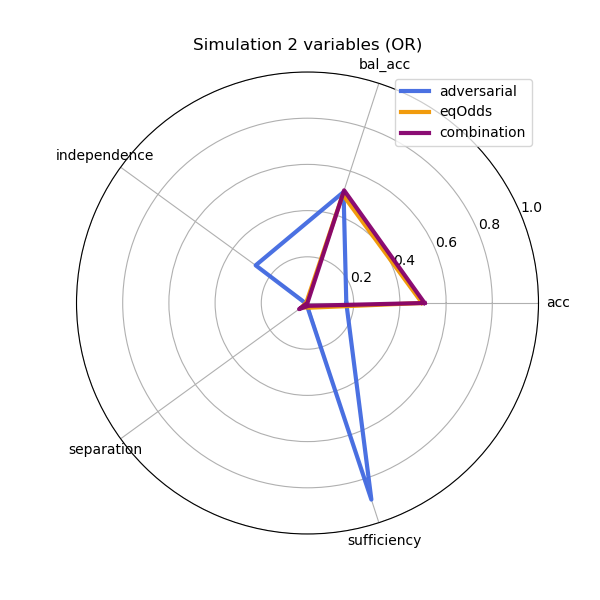 Simulation 2 variables (OR)
bal_acc
adversarial
eqOdds
combination
independence
1.0
0.8
0.6
0.4
0.2
acc
separation
sufficiency